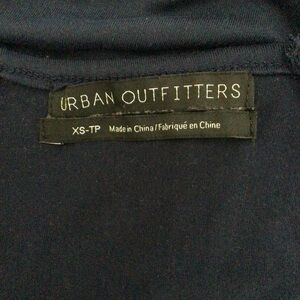 URBAN OUTFITTERS
XS-TP Made in China / Fabriqué en Chine